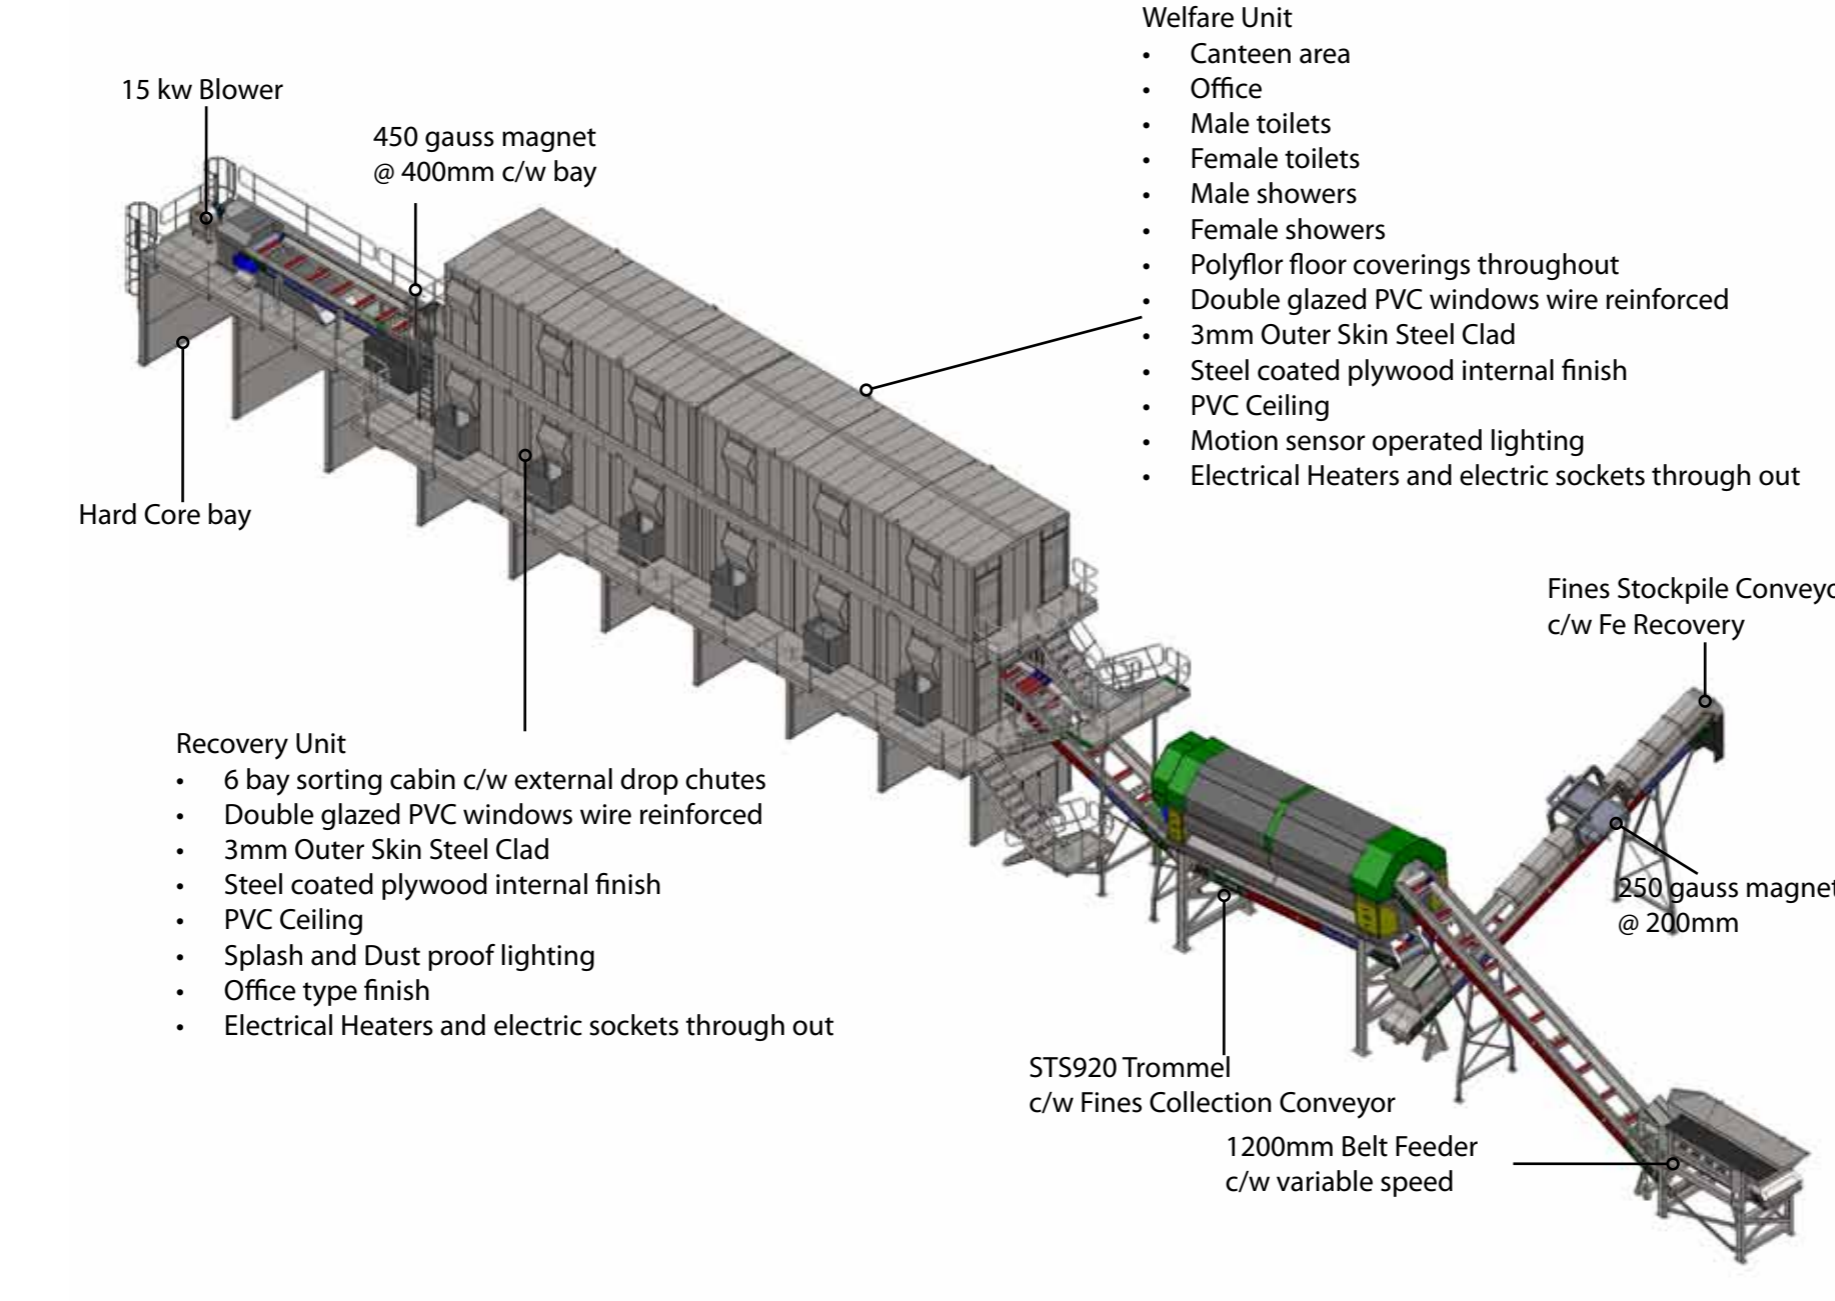 Welfare Unit
• Canteen area
• Office
• Male toilets
• Female toilets
• Male showers
• Female showers
• Polyflor floor coverings throughout
• Double glazed PVC windows wire reinforced
• 3mm Outer Skin Steel Clad
• Steel coated plywood internal finish
• PVC Ceiling
• Motion sensor operated lighting
• Electrical Heaters and electric sockets through out
15 kw Blower
450 gauss magnet
@ 400mm c/w bay
Hard Core bay
Fines Stockpile Conveyo
c/w Fe Recovery
Recovery Unit
• 6 bay sorting cabin c/w external drop chutes
• Double glazed PVC windows wire reinforced
• 3mm Outer Skin Steel Clad
• Steel coated plywood internal finish
• PVC Ceiling
• Splash and Dust proof lighting
• Office type finish
• Electrical Heaters and electric sockets through out
250 gauss magnet
@ 200mm
STS920 Trommel
c/w Fines Collection Conveyor
1200mm Belt Feeder
c/w variable speed